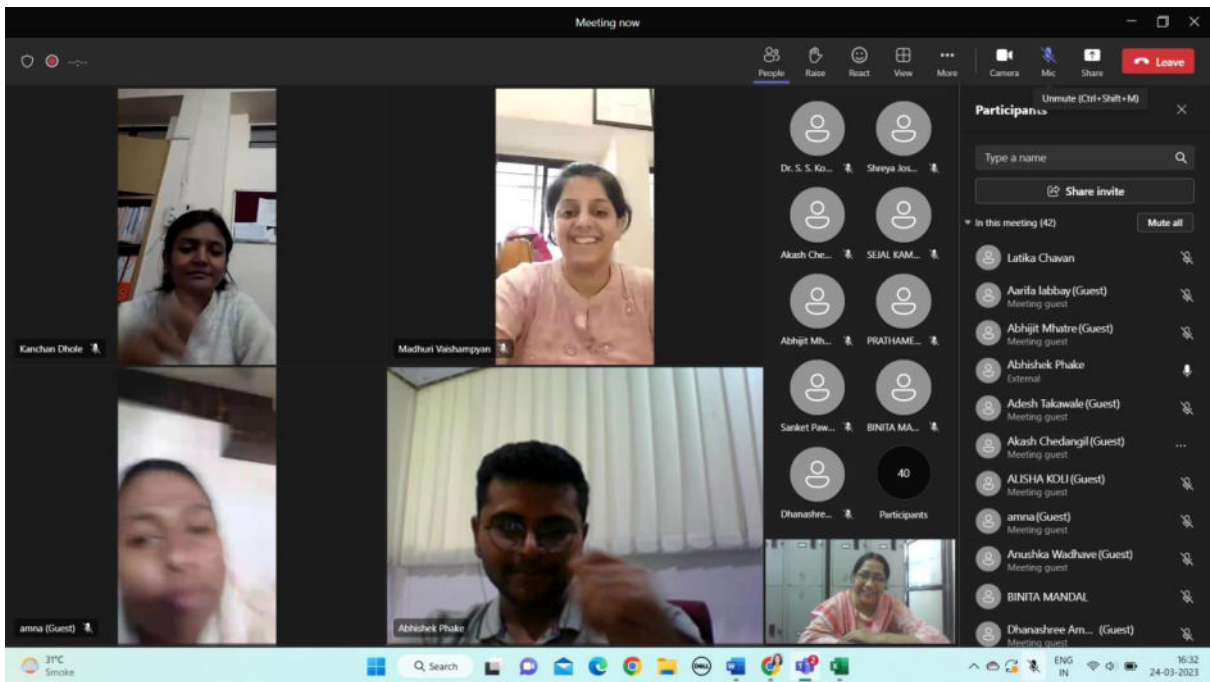 Meeting now
People
Raise
React
View
More
Camera
Mic
Share
Leave
Unmute (Ctrl+Shift+M)
Participants
Type a name
Share invite
In this meeting (42)
Mute all
Latika Chavan
Aarifa labbay (Guest)
Meeting guest
Abhijit Mhatre (Guest)
Meeting guest
Abhishek Phake
External
Adesh Takawale (Guest)
Meeting guest
Akash Chedangil (Guest)
Meeting guest
ALISHA KOLI (Guest)
Meeting guest
amna (Guest)
Meeting guest
Anushka Wadhave (Guest)
Meeting guest
BINITA MANDAL
Dhanashree Am... (Guest)
Meeting guest
Dr. S. S. Ko...
Shreya Jos...
Akash Che...
SEJAL KAM...
Abhijit Mh...
PRATHAME...
Sanket Paw...
BINITA MA...
Dhanashre...
40
Participants
Kanchan Dhole
Madhuri Vaishampyan
amna (Guest)
Abhishek Phake
31°C
Smoke
Search
DELL
ENG
IN
16:32
24-03-2023